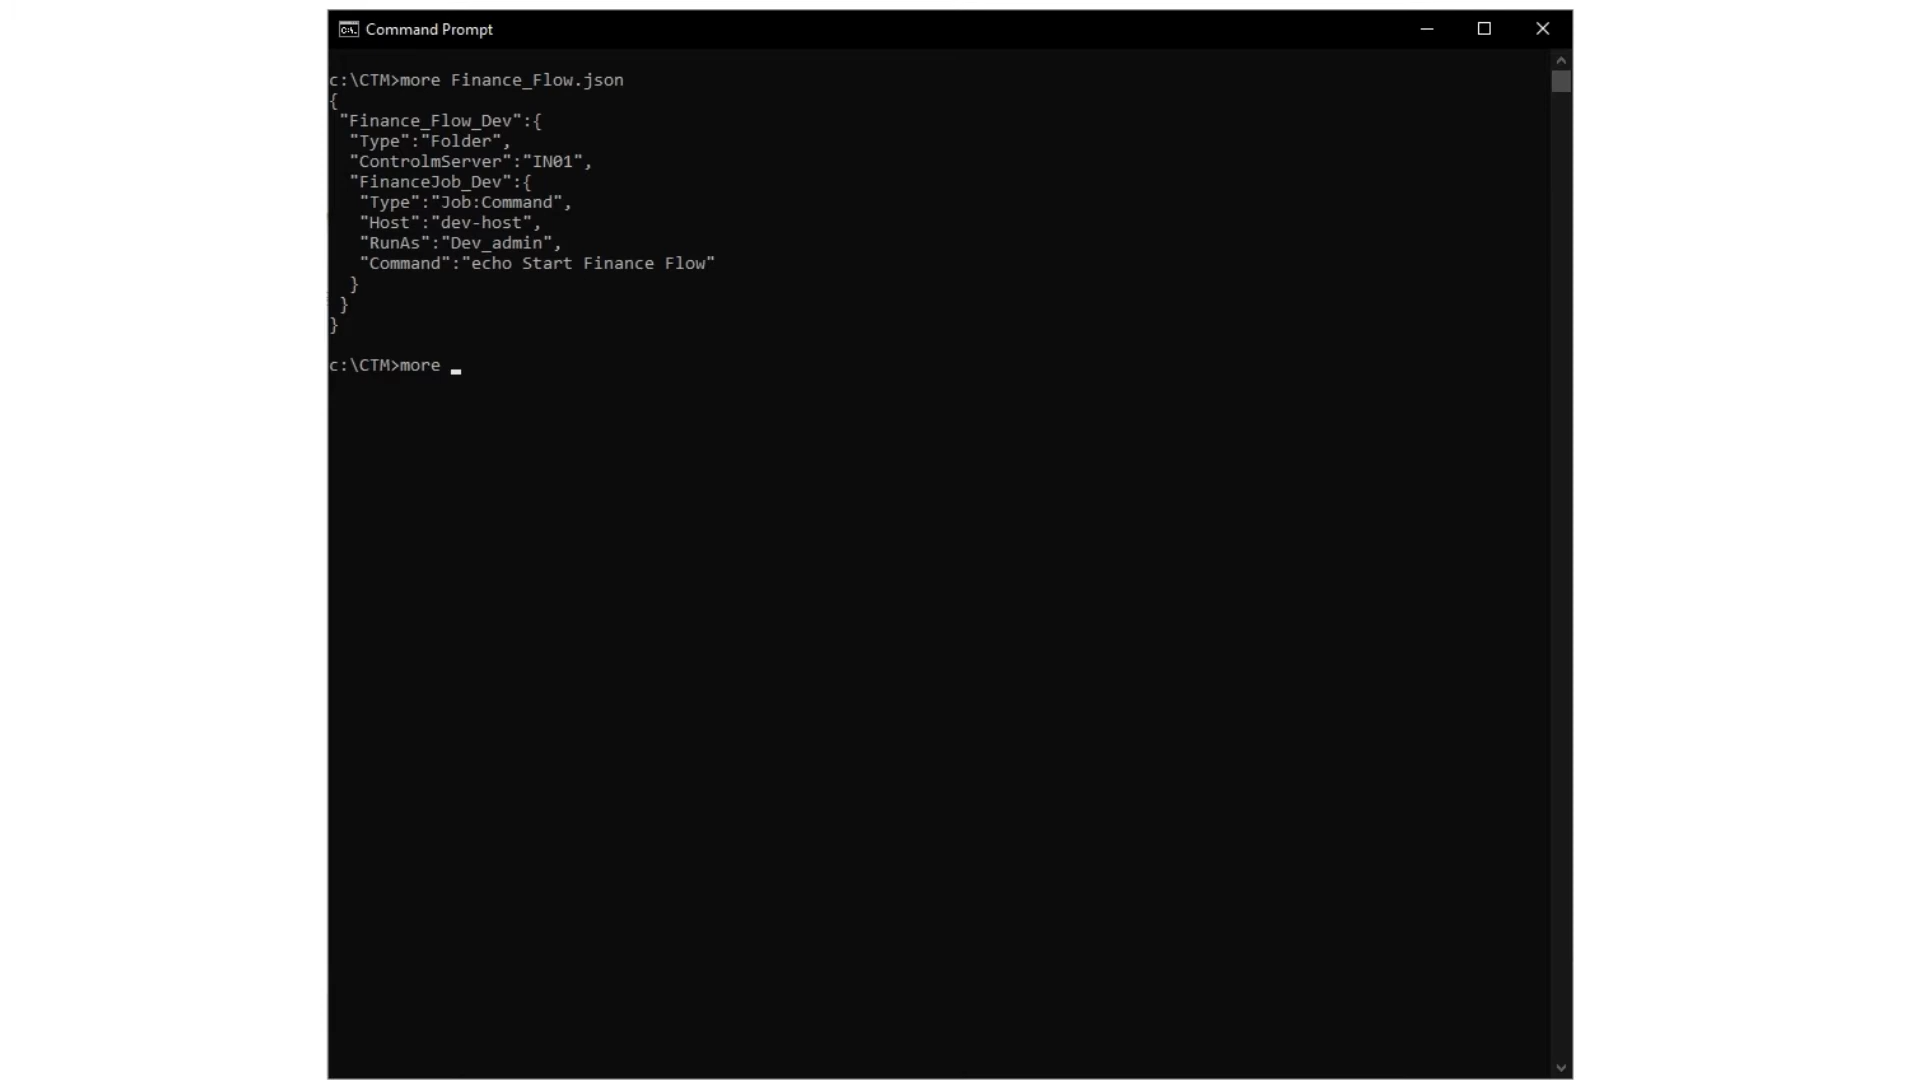 Command Prompt
c:\CTM>more Finance_Flow.json
{
 "Finance_Flow_Dev":{
  "Type":"Folder",
  "ControlmServer":"IN01",
  "FinanceJob_Dev":{
   "Type":"Job:Command",
   "Host":"dev-host",
   "RunAs":"Dev_admin",
   "Command":"echo Start Finance Flow"
  }
 }
}
c:\CTM>more _